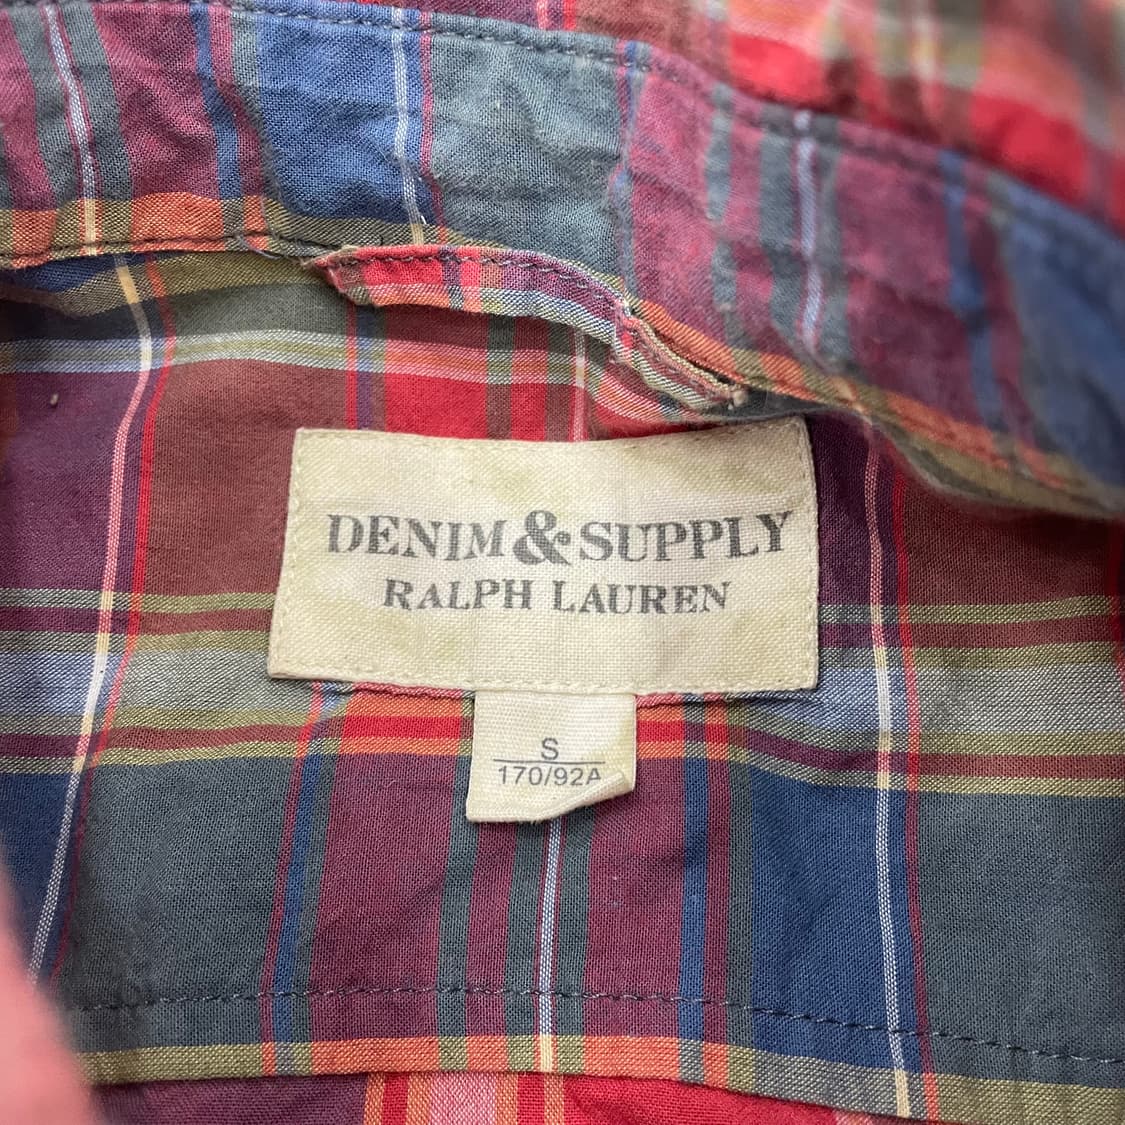 DENIM & SUPPLY
RALPH LAUREN
S
170/92A